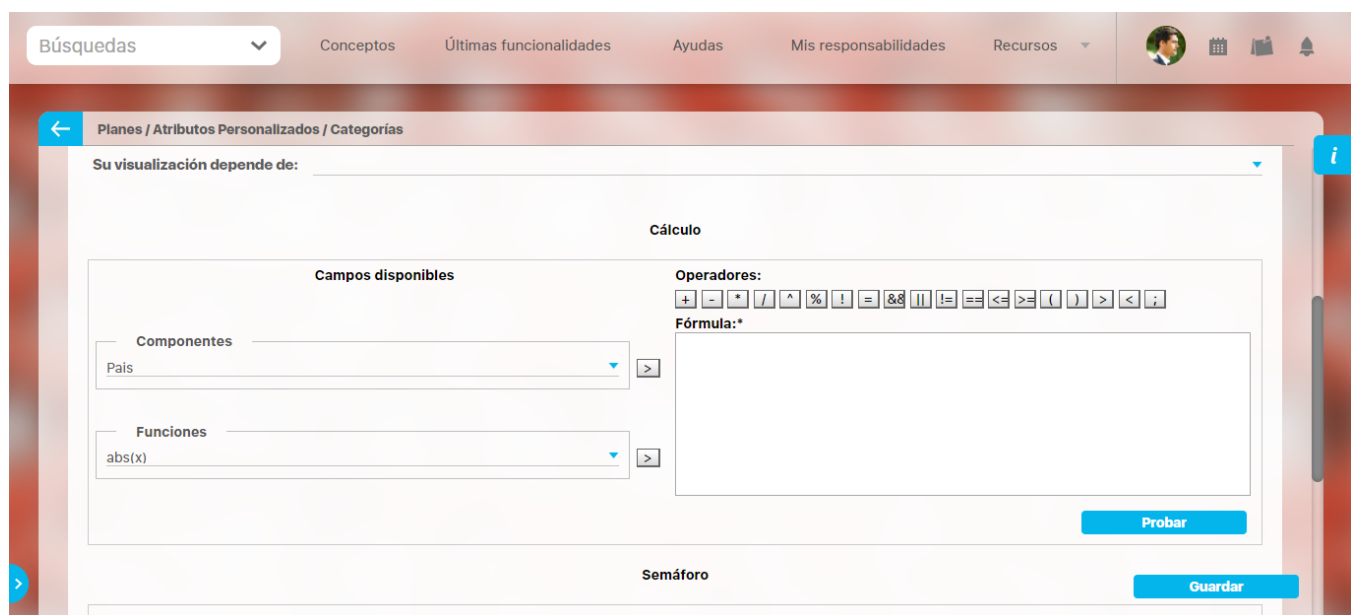 Búsquedas Conceptos Últimas funcionalidades Ayudas Mis responsabilidades Recursos
Planes / Atributos Personalizados / Categorías
i
Su visualización depende de:
Cálculo
Campos disponibles
Operadores:
+ - * / ^ % ! = && || != == <= >= ( ) > < ;
Fórmula:*
Componentes
Pais
>
Funciones
abs(x)
>
Probar
Semáforo
Guardar